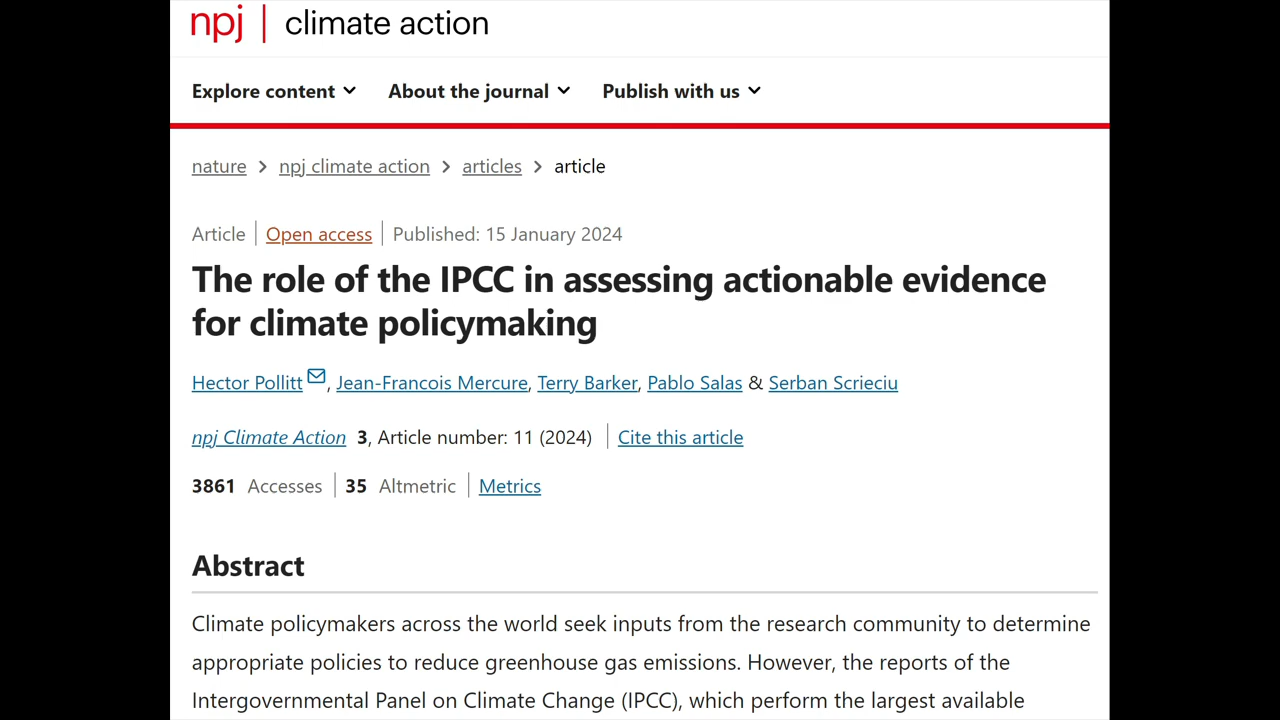 npj | climate action
Explore content About the journal Publish with us
nature > npj climate action > articles > article
Article | Open access | Published: 15 January 2024
The role of the IPCC in assessing actionable evidence
for climate policymaking
Hector Pollitt, Jean-Francois Mercure, Terry Barker, Pablo Salas & Serban Scrieciu
npj Climate Action 3, Article number: 11 (2024) | Cite this article
3861 Accesses | 35 Altmetric | Metrics
Abstract
Climate policymakers across the world seek inputs from the research community to determine
appropriate policies to reduce greenhouse gas emissions. However, the reports of the
Intergovernmental Panel on Climate Change (IPCC), which perform the largest available